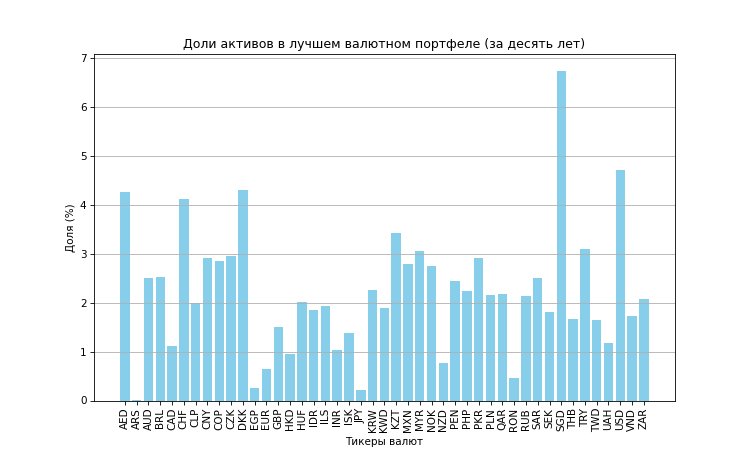 Доли активов в лучшем валютном портфеле (за десять лет)
7
6
5
4
3
2
1
0
Доля (%)
AED ARS AUD BRL CAD CHF CLP CNY COP CZK DKK EGP EUR GBP HKD HUF IDR ILS INR ISK JPY KRW KWD KZT MXN MYR NOK NZD PEN PHP PKR PLN QAR RON RUB SAR SEK SGD THB TRY TWD UAH USD VND ZAR
Тикеры валют